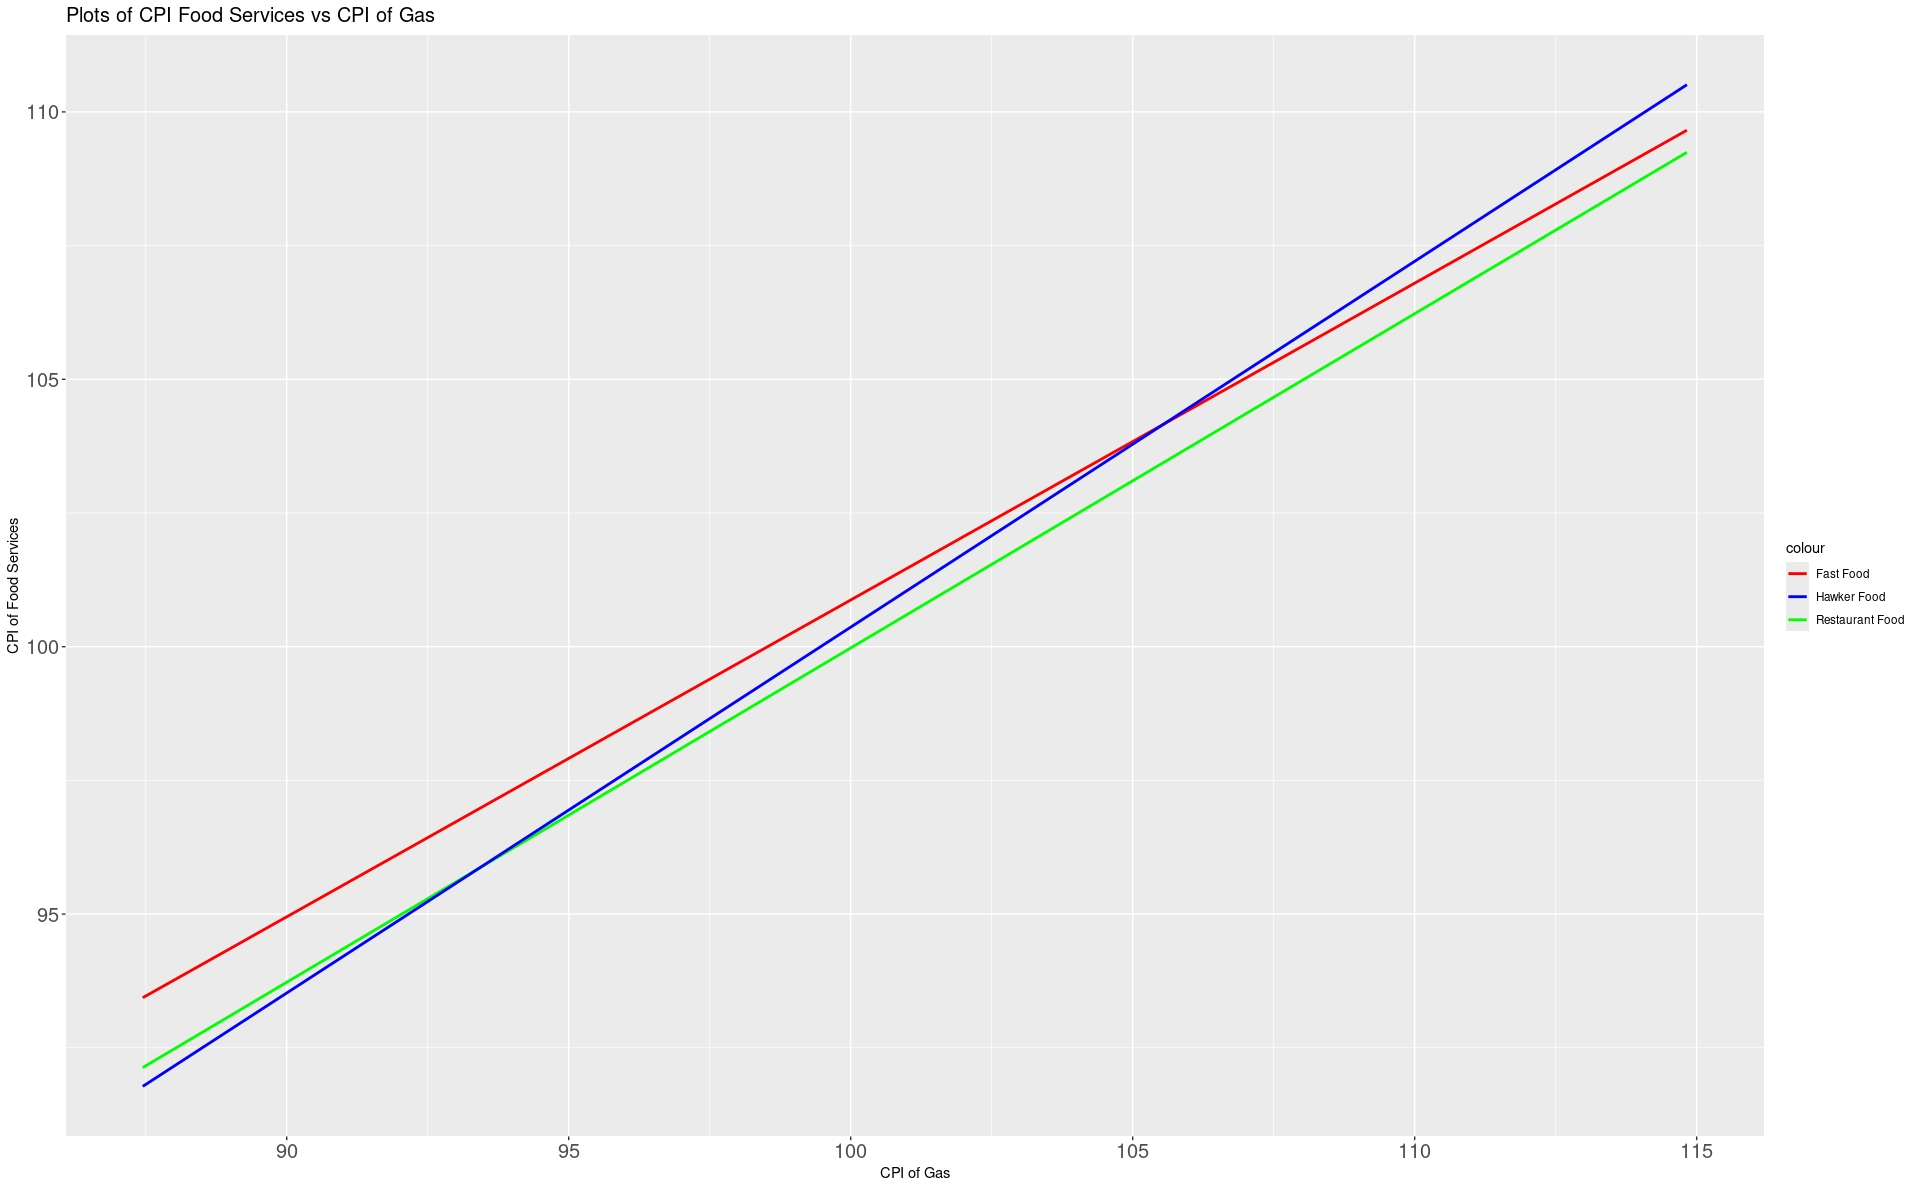 Plots of CPI Food Services vs CPI of Gas
110
105
100
95
CPI of Food Services
90
95
100
105
110
115
CPI of Gas
colour
Fast Food
Hawker Food
Restaurant Food